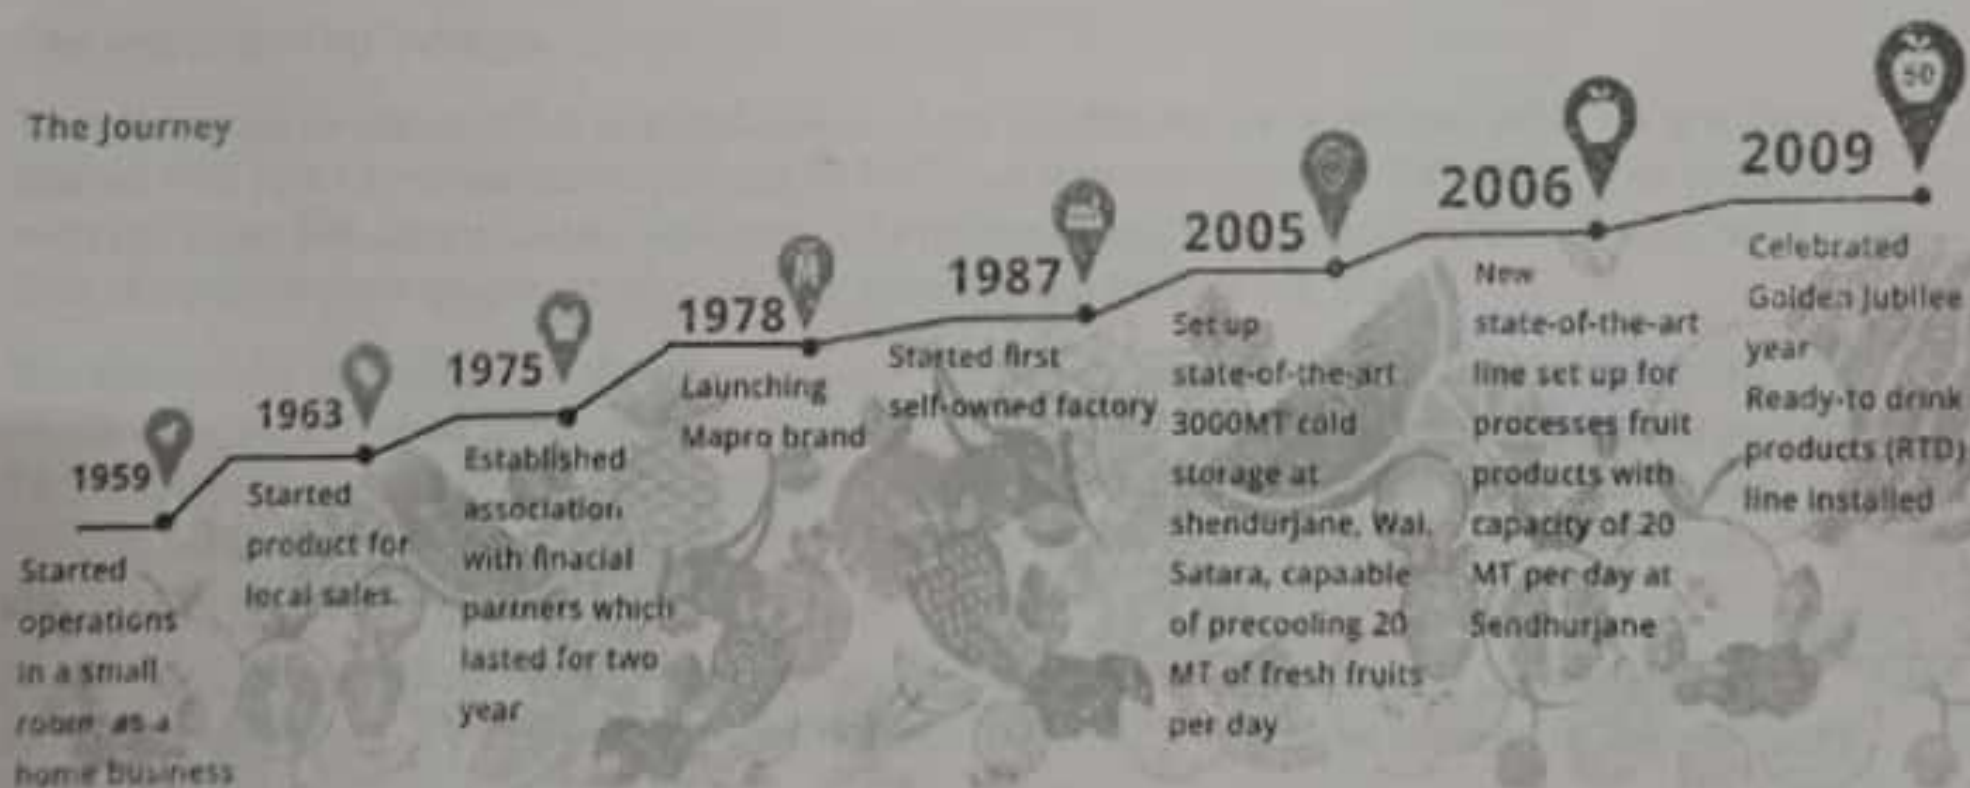 The Journey
1959
Started
operations
in a small
room as a
home business
1963
Started
product for
local sales.
1975
Established
association
with finacial
partners which
lasted for two
year
1978
Launching
Mapro brand
1987
Started first
self-owned factory
2005
Set up
state-of-the-art
3000MT cold
storage at
shendurjane, Wai,
Satara, capaable
of precooling 20
MT of fresh fruits
per day
2006
New
state-of-the-art
line set up for
processes fruit
products with
capacity of 20
MT per day at
Sendhurjane
50
2009
Celebrated
Golden Jubilee
year
Ready-to drink
products (RTD)
line installed